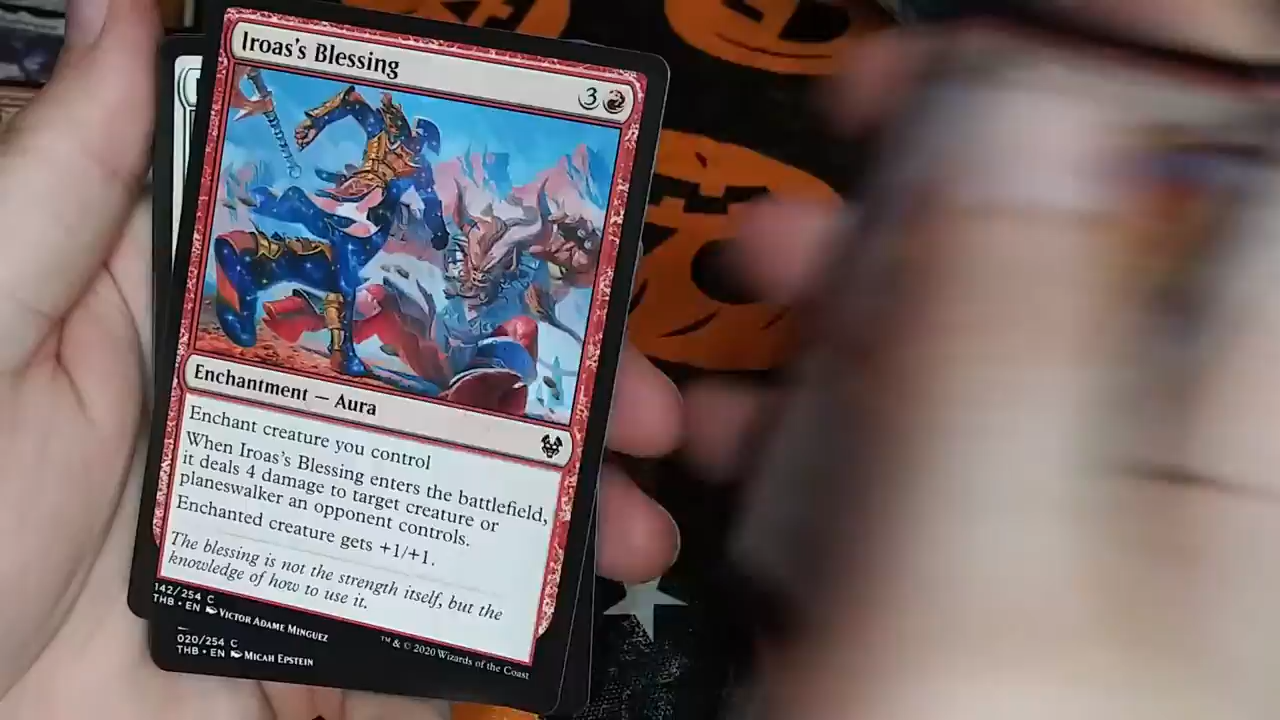 Iroas's Blessing
3
Enchantment — Aura
Enchant creature you control
When Iroas's Blessing enters the battlefield,
it deals 4 damage to target creature or
planeswalker an opponent controls.
Enchanted creature gets +1/+1.
The blessing is not the strength itself, but the
knowledge of how to use it.
142/254 C
THB • EN Victor Adame Minguez
™ & © 2020 Wizards of the Coast
020/254 C
THB • EN Micah Epstein